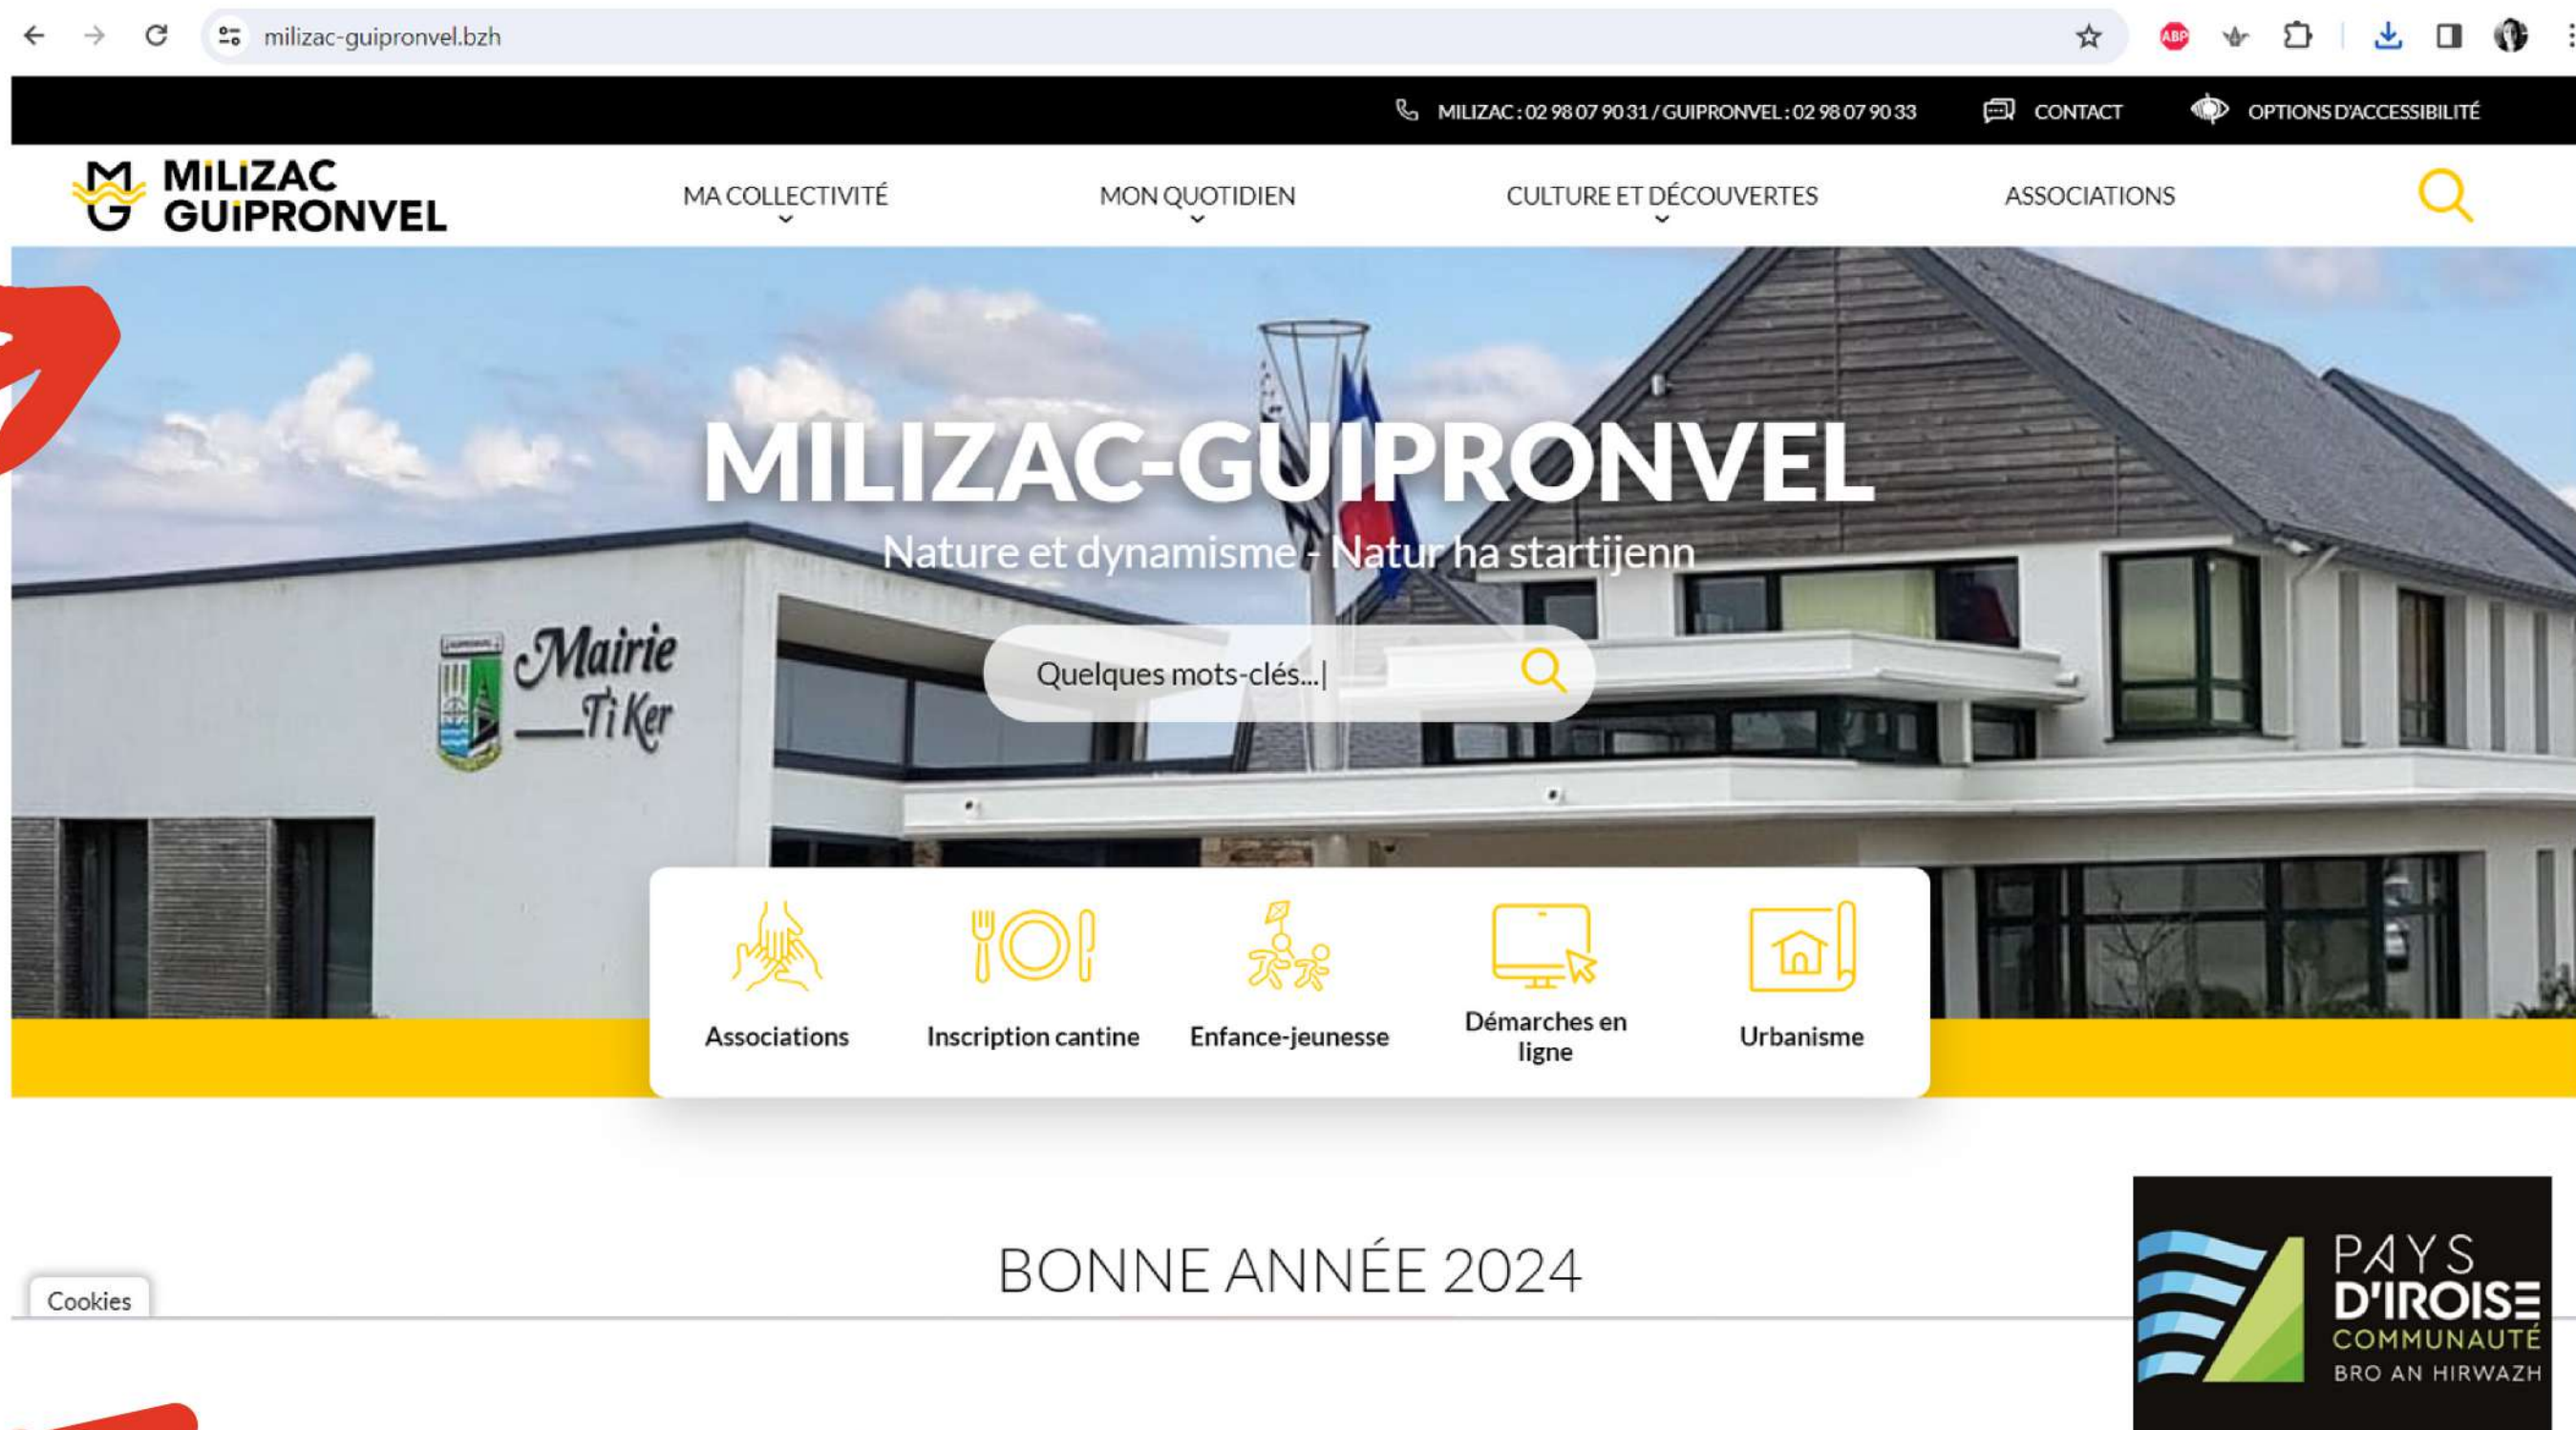 milizac-guipronvel.bzh
ABP
MILIZAC : 02 98 07 90 31 / GUIPRONVEL : 02 98 07 90 33
CONTACT
OPTIONS D'ACCESSIBILITÉ
MG
MILIZAC
GUIPRONVEL
MA COLLECTIVITÉ
MON QUOTIDIEN
CULTURE ET DÉCOUVERTES
ASSOCIATIONS
MILIZAC-GUIPRONVEL
Nature et dynamisme - Natur ha startijenn
Mairie
Ti Ker
Quelques mots-clés...
Associations
Inscription cantine
Enfance-jeunesse
Démarches en
ligne
Urbanisme
BONNE ANNÉE 2024
Cookies
PAYS
D'IROISE
COMMUNAUTÉ
BRO AN HIRWAZH